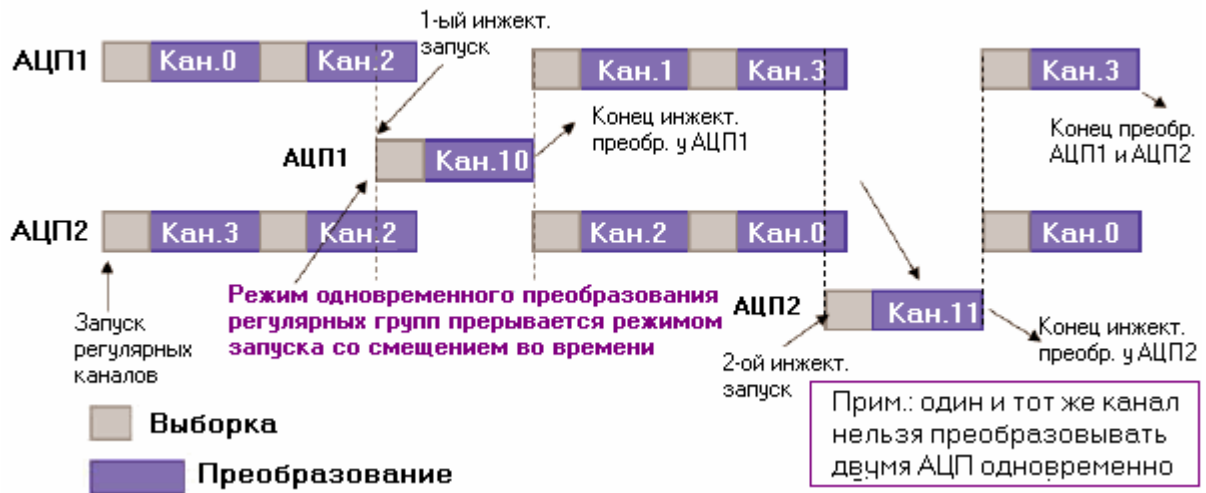 1-ый инжект.
запуск
АЦП1 Кан.0 Кан.2 Кан.1 Кан.3 Кан.3
Конец инжект.
преобр. у АЦП1
Конец преобр.
АЦП1 и АЦП2
АЦП1 Кан.10
АЦП2 Кан.3 Кан.2 Кан.2 Кан.0 Кан.0
Запуск
регулярных
каналов
Режим одновременного преобразования
регулярных групп прерывается режимом
запуска со смещением во времени
АЦП2 Кан.11
2-ой инжект.
запуск
Конец инжект.
преобр. у АЦП2
Выборка
Преобразование
Прим.: один и тот же канал
нельзя преобразовывать
двумя АЦП одновременно